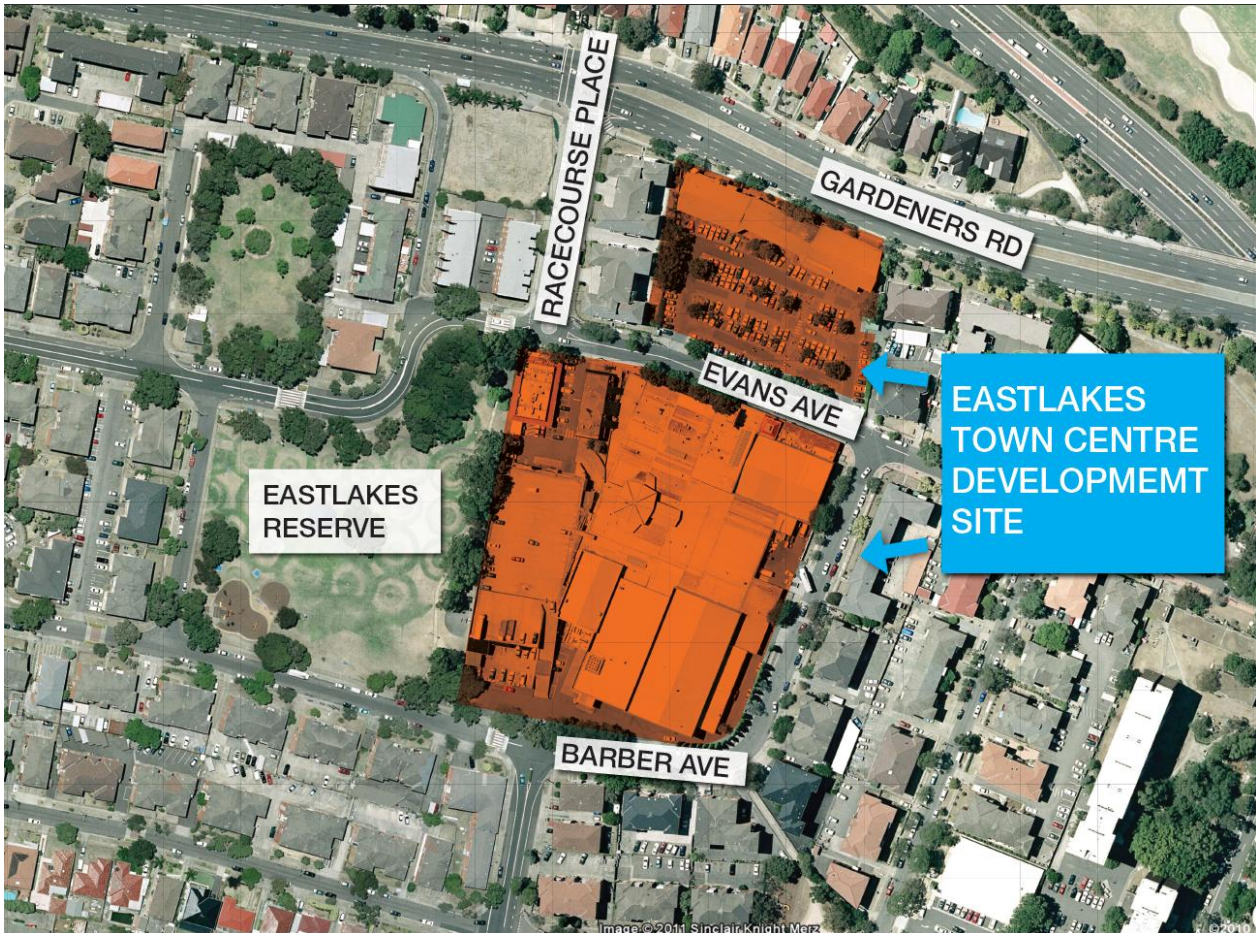 RACECOURSE PLACE
GARDENERS RD
EVANS AVE
EASTLAKES
TOWN CENTRE
DEVELOPMEMT
SITE
EASTLAKES
RESERVE
BARBER AVE
Image © 2011 Sinclair Knight Merz
©2010